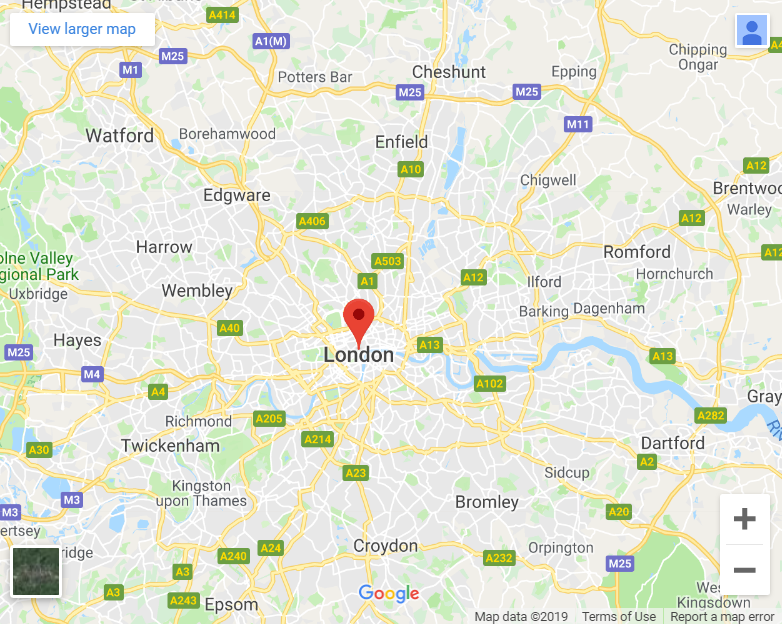 Hempstead
A414
View larger map
A1(M)
M25
M1
Chipping
Ongar
Potters Bar
Cheshunt
Epping
M25
M25
M11
Watford
Borehamwood
Enfield
A10
A12
Chigwell
Edgware
Brentwoo
Warley
A406
A12
Harrow
A503
Romford
A12
olne Valley
egional Park
Uxbridge
Wembley
A1
A12
Ilford
Hornchurch
Barking
Dagenham
A40
Hayes
London
A13
A13
M25
M4
A4
A102
Gray
Richmond
A205
A282
Twickenham
A214
Dartford
A30
A23
Sidcup
A2
Kingston
upon Thames
M3
M3
Bromley
A20
ertsey
Croydon
Orpington
A240
A24
A232
M25
A3
A3
A243
Epsom
Google
Wes
Kingsdown
Map data ©2019
Terms of Use
Report a map error